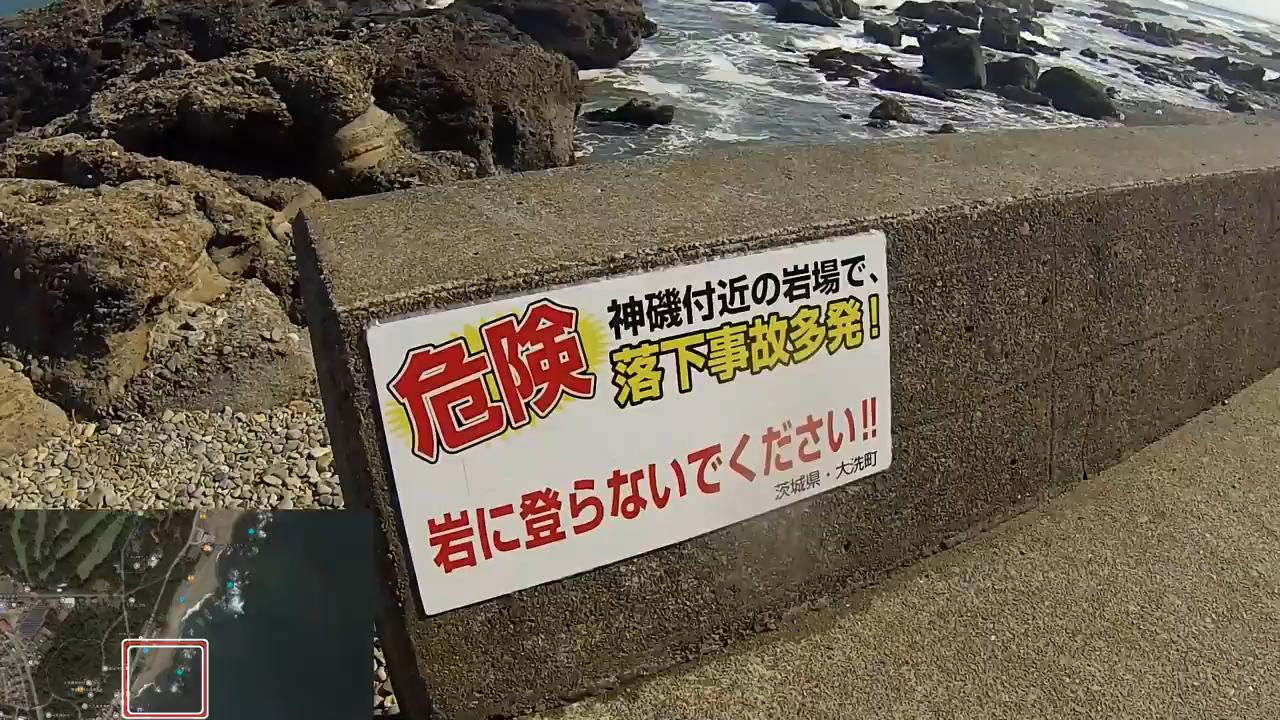 危険
神磯付近の岩場で、
落下事故多発!
岩に登らないでください!!
茨城県・大洗町